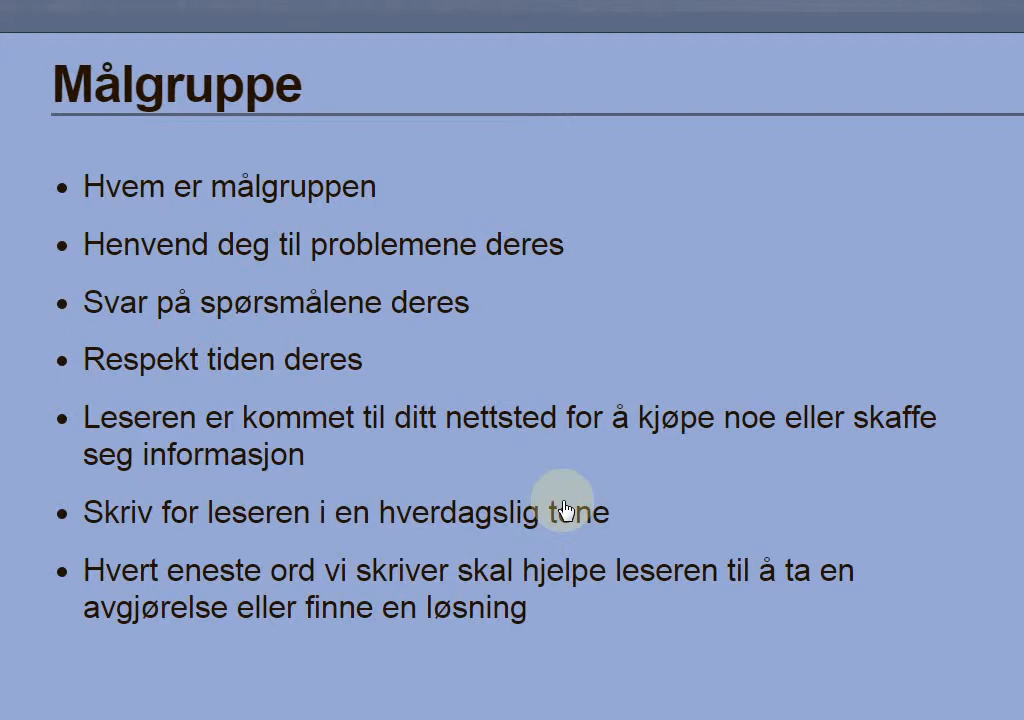 Målgruppe
Hvem er målgruppen
Henvend deg til problemene deres
Svar på spørsmålene deres
Respekt tiden deres
Leseren er kommet til ditt nettsted for å kjøpe noe eller skaffe
seg informasjon
Skriv for leseren i en hverdagslig tone
Hvert eneste ord vi skriver skal hjelpe leseren til å ta en
avgjørelse eller finne en løsning